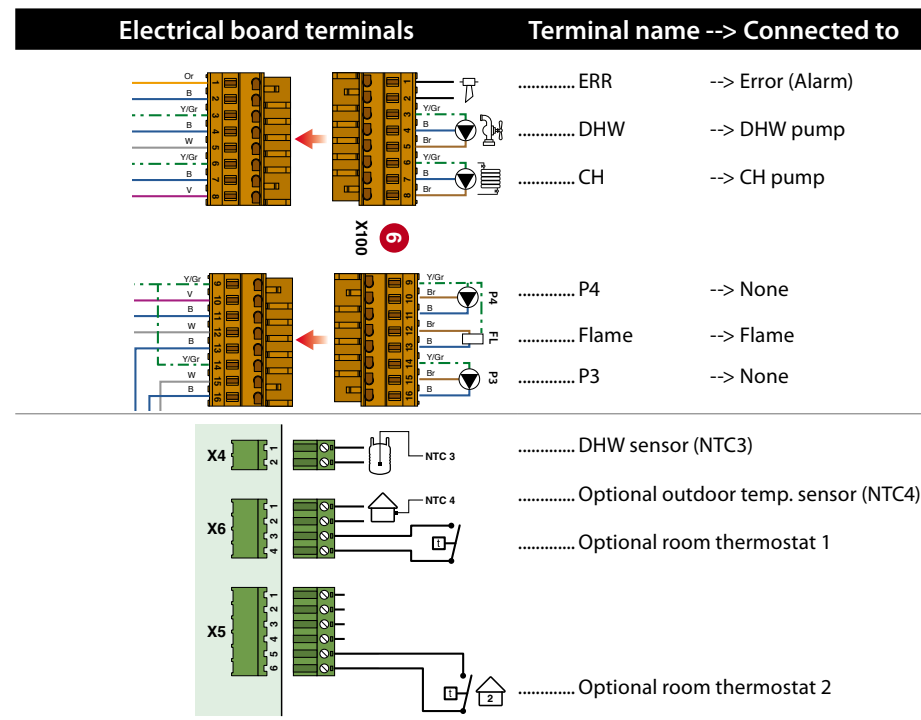 Electrical board terminals Terminal name --> Connected to
Or 1 1 ............. ERR --> Error (Alarm)
B 2 2
Y/Gr 3 3 Y/Gr
B 4 4 B ............. DHW --> DHW pump
W 5 5 Br
Y/Gr 6 6 Y/Gr
B 7 7 B ............. CH --> CH pump
V 8 8 Br
X100 6
Y/Gr 9 9 Y/Gr
V 10 10 Br P4 ............. P4 --> None
B 11 11 B
W 12 12 Br
B 13 13 B FL ............. Flame --> Flame
Y/Gr 14 14 Y/Gr
W 15 15 Br P3 ............. P3 --> None
B 16 16 B
X4 1 2 NTC 3 ............. DHW sensor (NTC3)
X6 1 2 3 4 NTC 4 ............. Optional outdoor temp. sensor (NTC4)
t ............. Optional room thermostat 1
X5 1 2 3 4 5 6
t 2 ............. Optional room thermostat 2